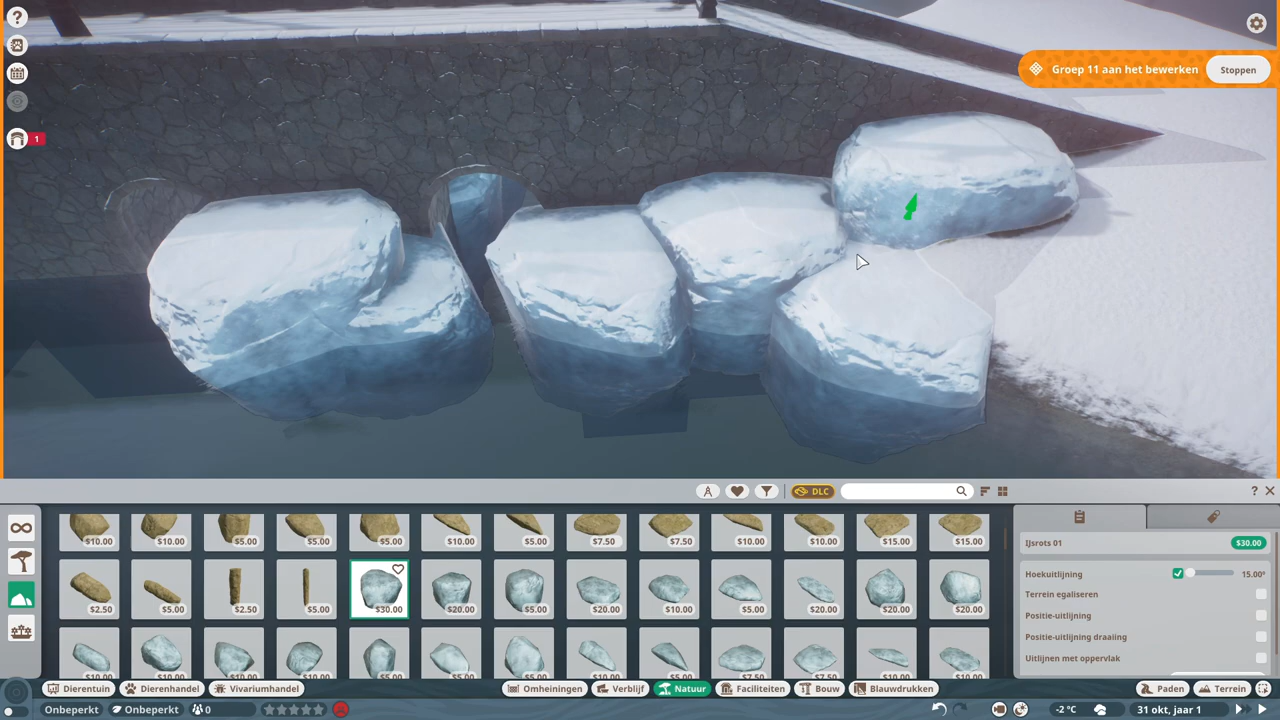 ?
Groep 11 aan het bewerken
Stoppen
1
DLC
?
$10.00 $10.00 $5.00 $5.00 $5.00 $10.00 $5.00 $7.50 $7.50 $10.00 $10.00 $15.00 $15.00
IJsrots 01 $30.00
Hoekuitlijning 15.00°
$2.50 $5.00 $2.50 $5.00 $30.00 $20.00 $5.00 $20.00 $10.00 $5.00 $20.00 $20.00 $20.00
Terrein egaliseren
Positie-uitlijning
Positie-uitlijning draaiing
Uitlijnen met oppervlak
Dierentuin Dierenhandel Vivariumhandel Omheiningen Verblijf Natuur Faciliteiten Bouw Blauwdrukken Paden Terrein
Onbeperkt Onbeperkt 0 -2 °C 31 okt, jaar 1